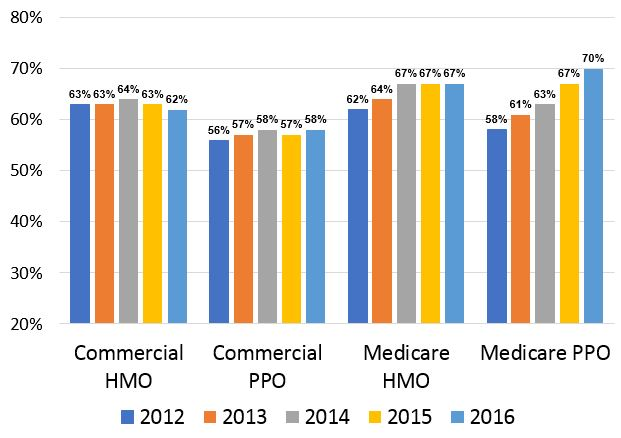 80%
70%
60%
50%
40%
30%
20%
63% 63% 64% 63% 62%
56% 57% 58% 57% 58%
62% 64% 67% 67% 67%
58% 61% 63% 67% 70%
Commercial HMO
Commercial PPO
Medicare HMO
Medicare PPO
2012 2013 2014 2015 2016